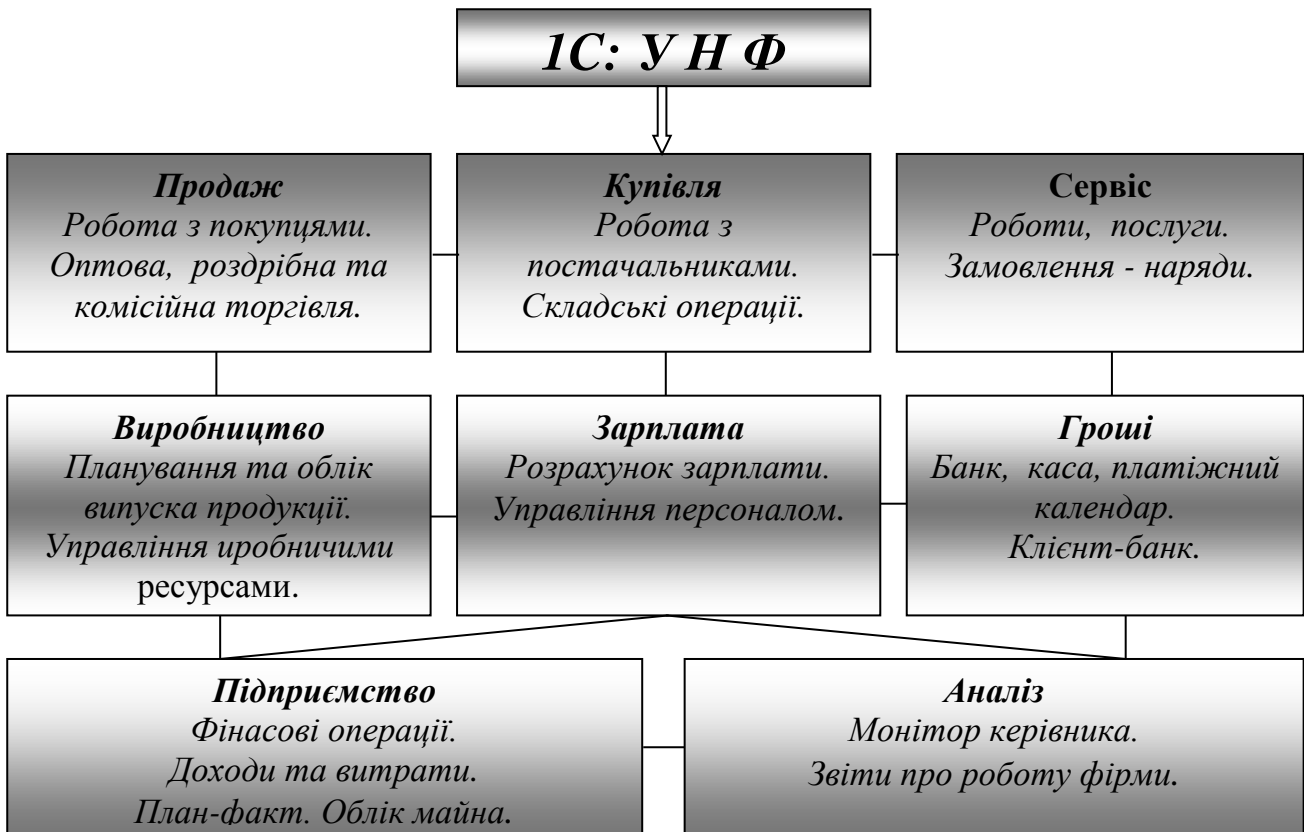 1С: У Н Ф
Продаж
Робота з покупцями.
Оптова, роздрібна та
комісійна торгівля.
Купівля
Робота з
постачальниками.
Складські операції.
Сервіс
Роботи, послуги.
Замовлення - наряди.
Виробництво
Планування та облік
випуска продукції.
Управління иробничими
ресурсами.
Зарплата
Розрахунок зарплати.
Управління персоналом.
Гроші
Банк, каса, платіжний
календар.
Клієнт-банк.
Підприємство
Фінасові операції.
Доходи та витрати.
План-факт. Облік майна.
Аналіз
Монітор керівника.
Звіти про роботу фірми.